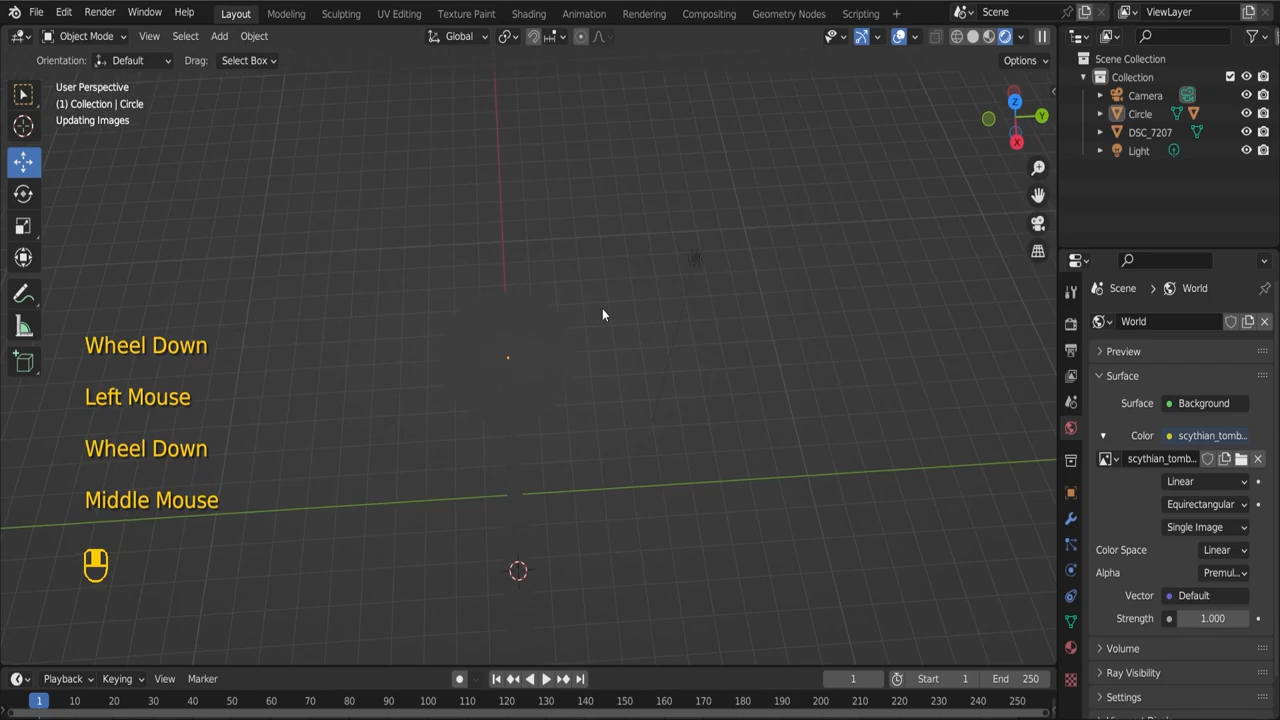 File Edit Render Window Help Layout Modeling Sculpting UV Editing Texture Paint Shading Animation Rendering Compositing Geometry Nodes Scripting + Scene ViewLayer
Object Mode View Select Add Object Global
Orientation: Default Drag: Select Box Options
User Perspective
(1) Collection | Circle
Updating Images
Z
Y
X
Scene Collection
Collection
Camera
Circle
DSC_7207
Light
Scene > World
World
Preview
Surface
Surface Background
Color scythian_tomb...
scythian_tomb...
Linear
Equirectangular
Single Image
Color Space Linear
Alpha Premul...
Vector Default
Strength 1.000
Volume
Ray Visibility
Settings
Wheel Down
Left Mouse
Wheel Down
Middle Mouse
Playback Keying View Marker 1 Start 1 End 250
1 10 20 30 40 50 60 70 80 90 100 110 120 130 140 150 160 170 180 190 200 210 220 230 240 250